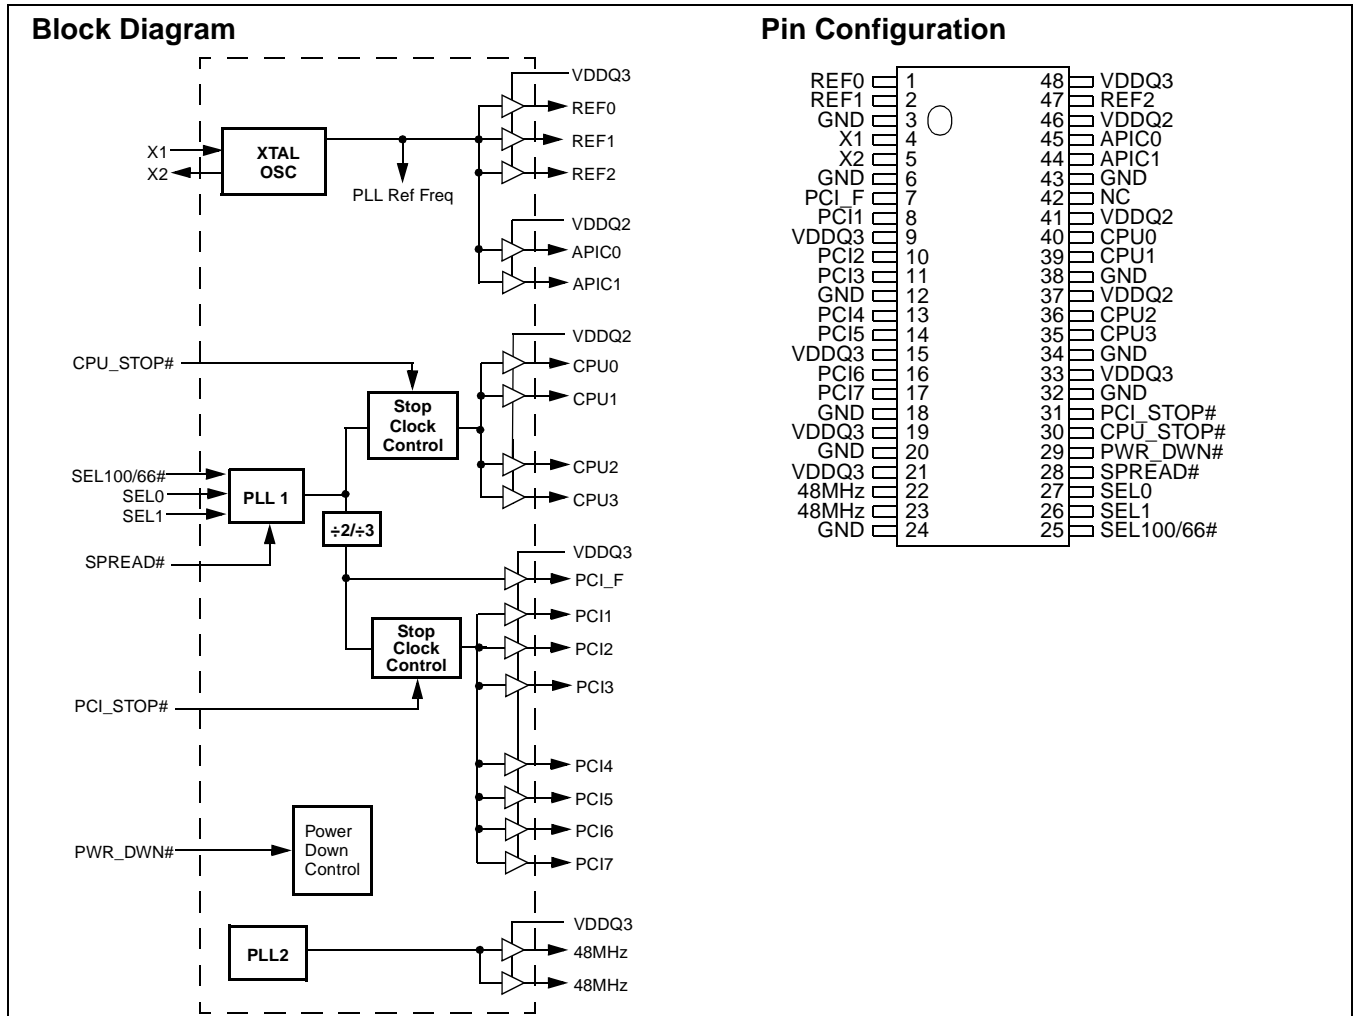 Block Diagram
VDDQ3
REF0
REF1
REF2
X1
X2
XTAL
OSC
PLL Ref Freq
VDDQ2
APIC0
APIC1
VDDQ2
CPU_STOP#
CPU0
CPU1
Stop
Clock
Control
CPU2
CPU3
SEL100/66#
SEL0
SEL1
PLL 1
÷2/÷3
SPREAD#
VDDQ3
PCI_F
PCI1
Stop
Clock
Control
PCI2
PCI3
PCI_STOP#
PCI4
PCI5
PCI6
PCI7
PWR_DWN#
Power
Down
Control
VDDQ3
PLL2
48MHz
48MHz
Pin Configuration
REF0 1 48 VDDQ3
REF1 2 47 REF2
GND 3 46 VDDQ2
X1 4 45 APIC0
X2 5 44 APIC1
GND 6 43 GND
PCI_F 7 42 NC
PCI1 8 41 VDDQ2
VDDQ3 9 40 CPU0
PCI2 10 39 CPU1
PCI3 11 38 GND
GND 12 37 VDDQ2
PCI4 13 36 CPU2
PCI5 14 35 CPU3
VDDQ3 15 34 GND
PCI6 16 33 VDDQ3
PCI7 17 32 GND
GND 18 31 PCI_STOP#
VDDQ3 19 30 CPU_STOP#
GND 20 29 PWR_DWN#
VDDQ3 21 28 SPREAD#
48MHz 22 27 SEL0
48MHz 23 26 SEL1
GND 24 25 SEL100/66#